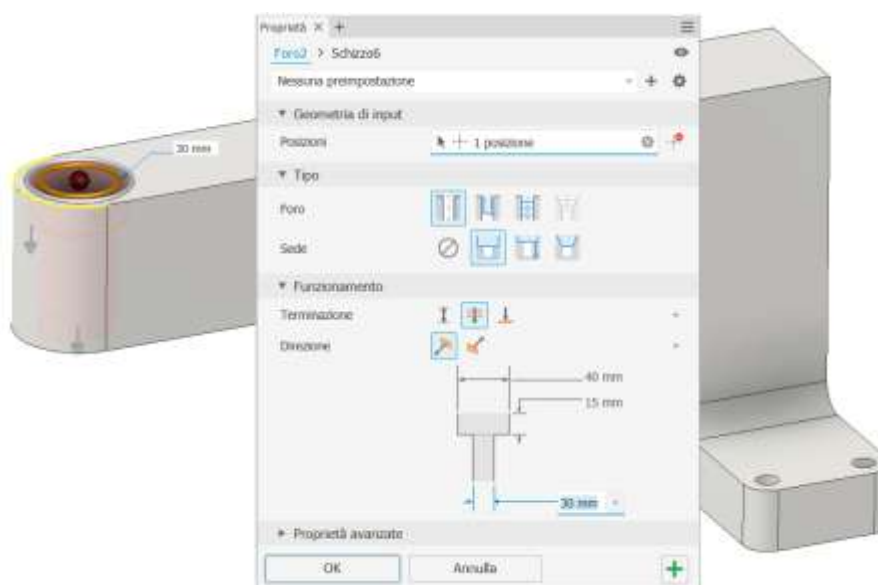 Proprietà × +
Foro3 > Schizzo6
Nessuna preimpostazione
Geometria di input
Posizioni 1 posizione
30 mm
Tipo
Foro
Sede
Funzionamento
Terminazione
Direzione
40 mm
15 mm
30 mm
Proprietà avanzate
OK Annulla